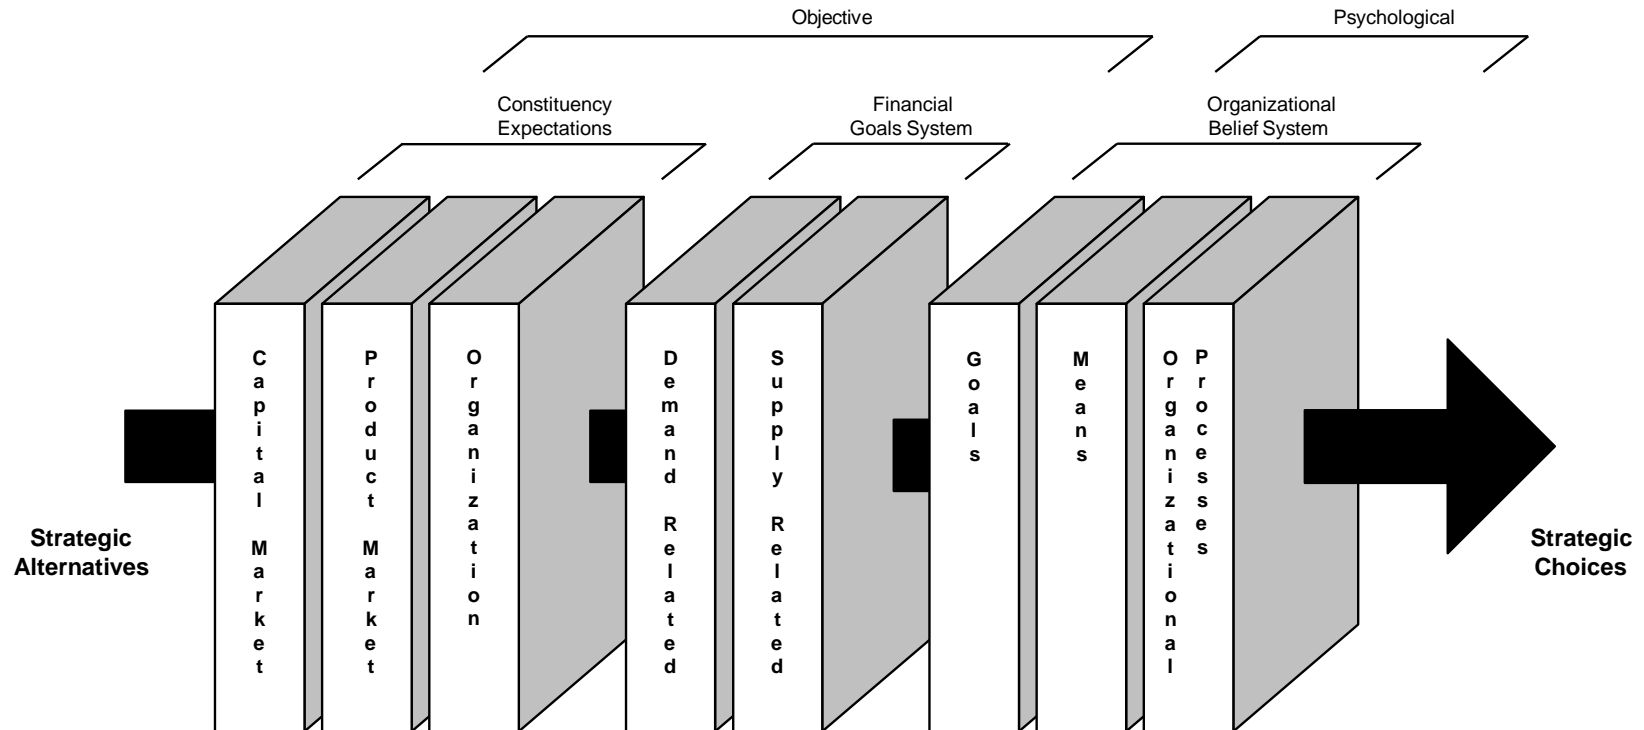 Objective
Psychological
Constituency
Expectations
Financial
Goals System
Organizational
Belief System
Capital Market
Product Market
Organization
Demand Related
Supply Related
Goals
Means
Organizational
Processes
Strategic
Alternatives
Strategic
Choices